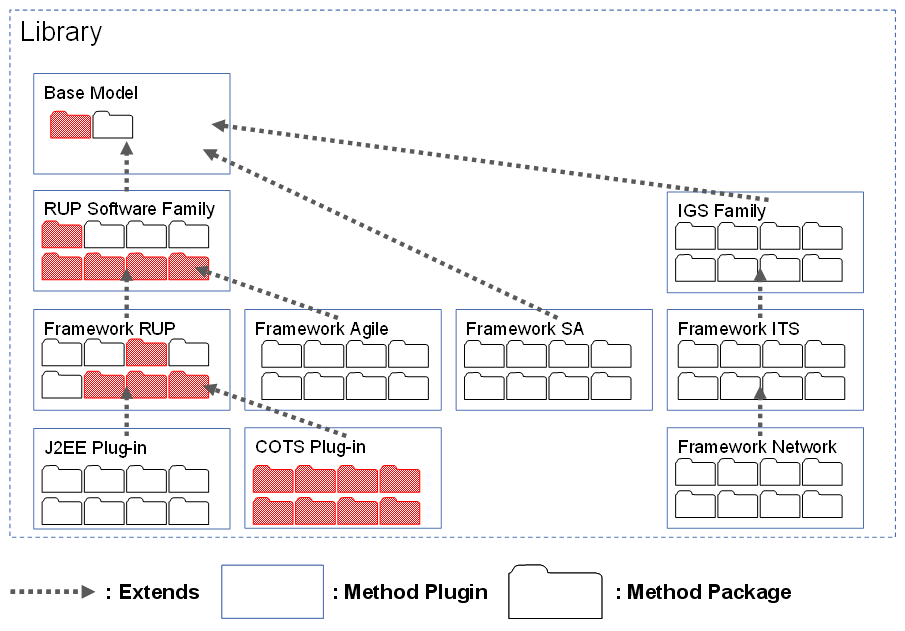 Library
Base Model
RUP Software Family
IGS Family
Framework RUP
Framework Agile
Framework SA
Framework ITS
J2EE Plug-in
COTS Plug-in
Framework Network
: Extends
: Method Plugin
: Method Package